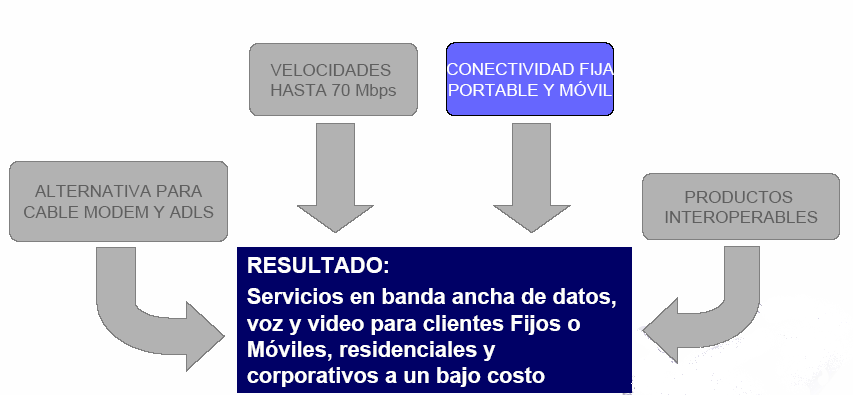 VELOCIDADES
HASTA 70 Mbps
CONECTIVIDAD FIJA
PORTABLE Y MÓVIL
ALTERNATIVA PARA
CABLE MODEM Y ADLS
PRODUCTOS
INTEROPERABLES
RESULTADO:
Servicios en banda ancha de datos,
voz y video para clientes Fijos o
Móviles, residenciales y
corporativos a un bajo costo